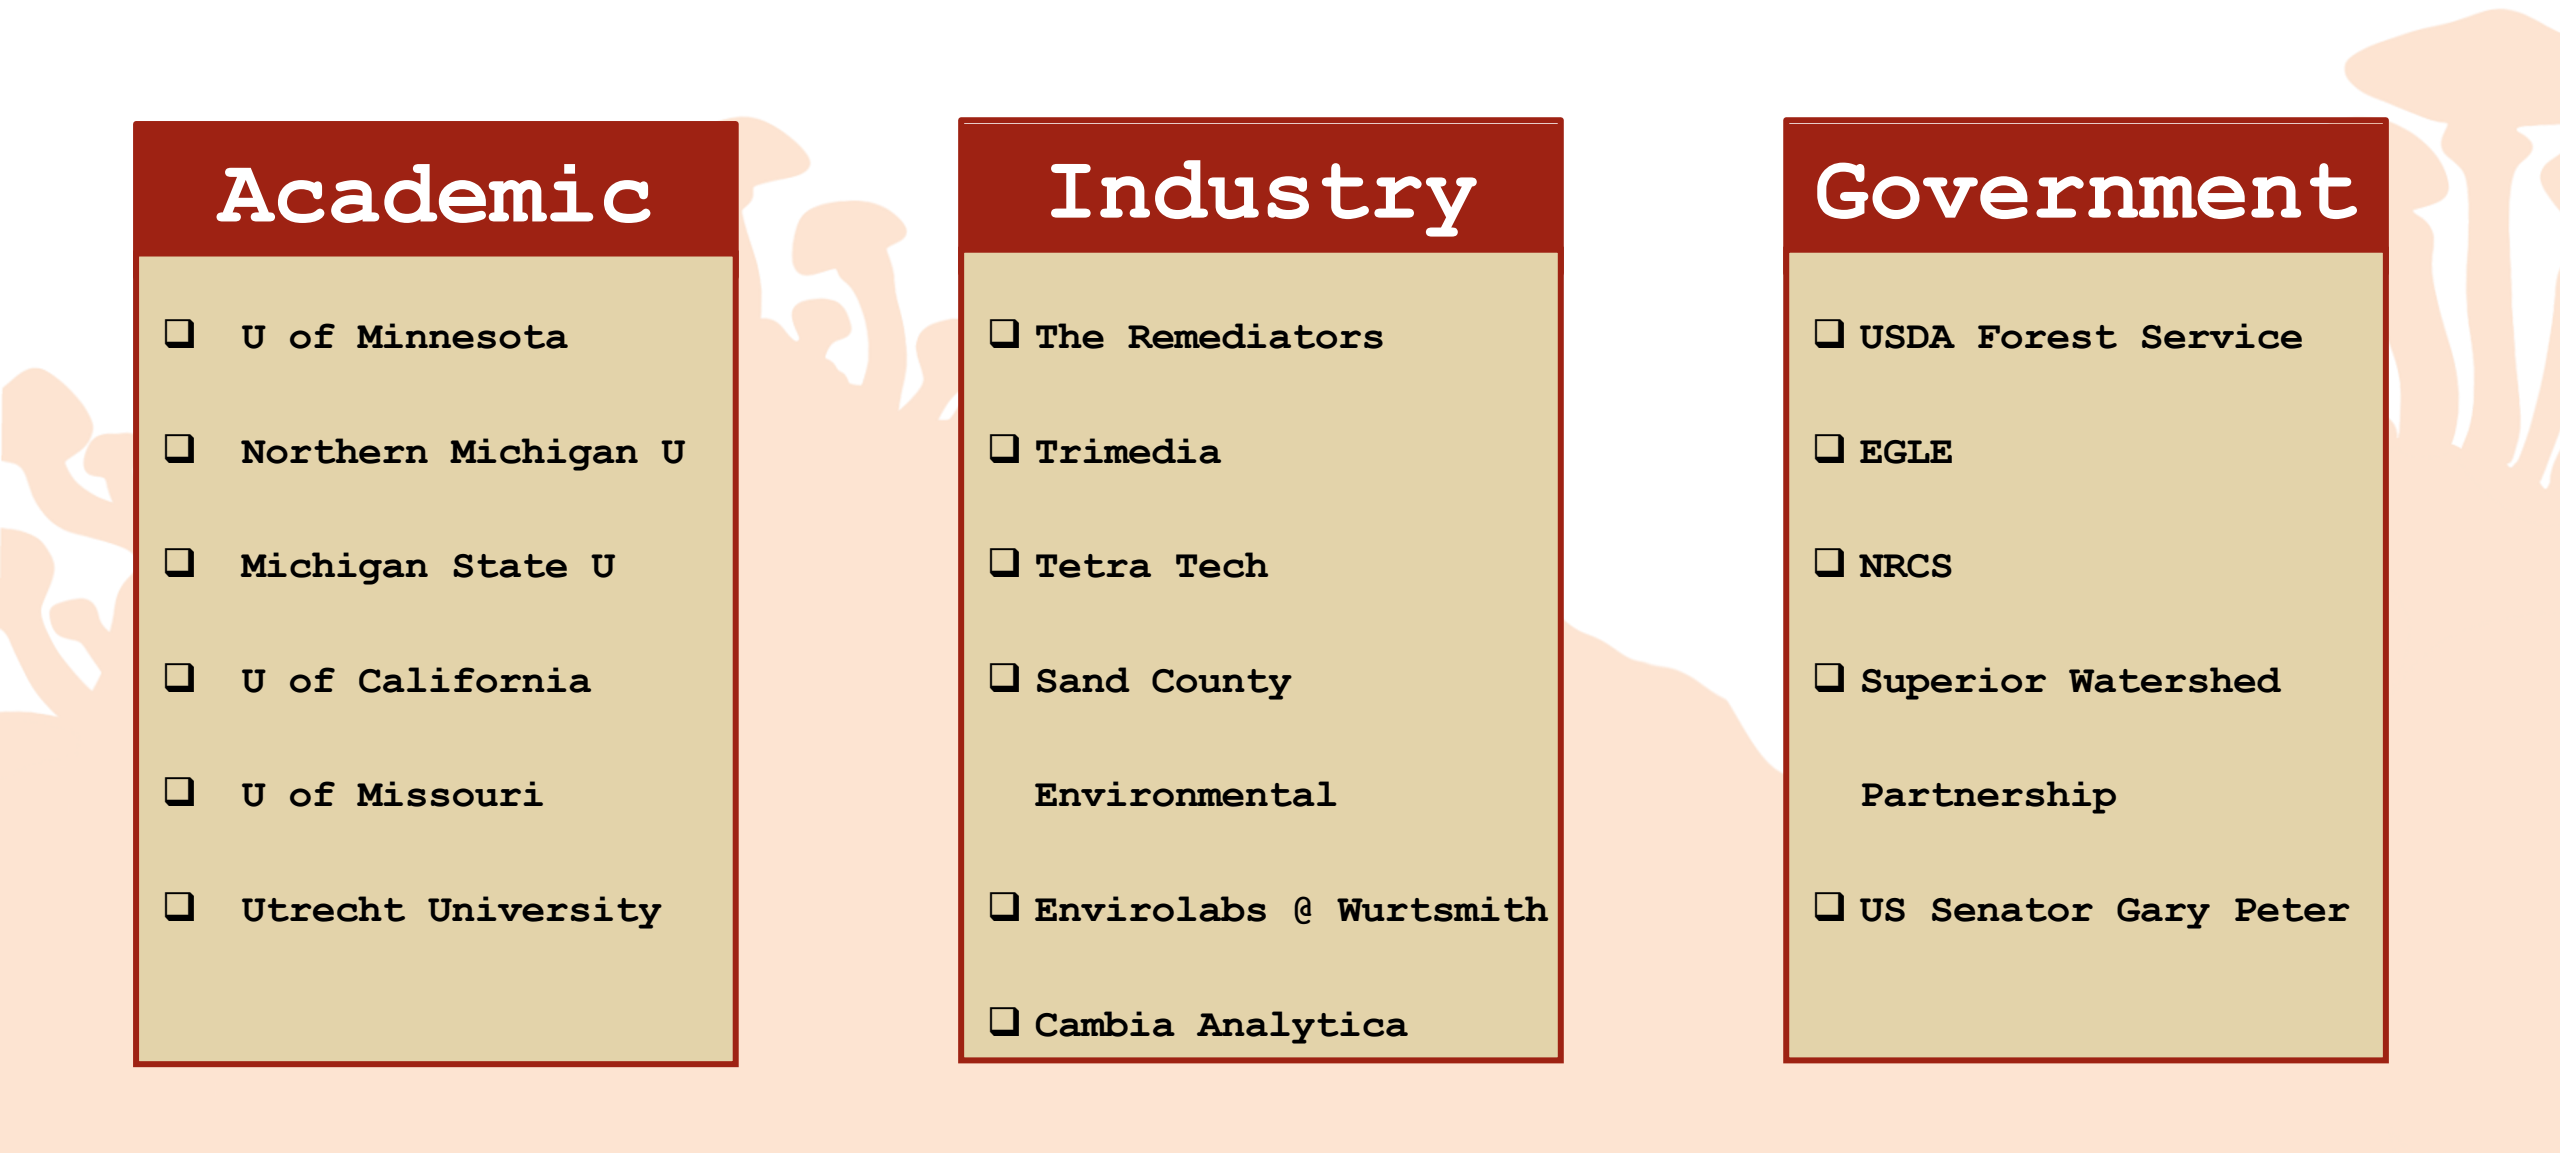 Academic
❑ U of Minnesota
❑ Northern Michigan U
❑ Michigan State U
❑ U of California
❑ U of Missouri
❑ Utrecht University
Industry
❑ The Remediators
❑ Trimedia
❑ Tetra Tech
❑ Sand County
Environmental
❑ Envirolabs @ Wurtsmith
❑ Cambia Analytica
Government
❑ USDA Forest Service
❑ EGLE
❑ NRCS
❑ Superior Watershed
Partnership
❑ US Senator Gary Peter